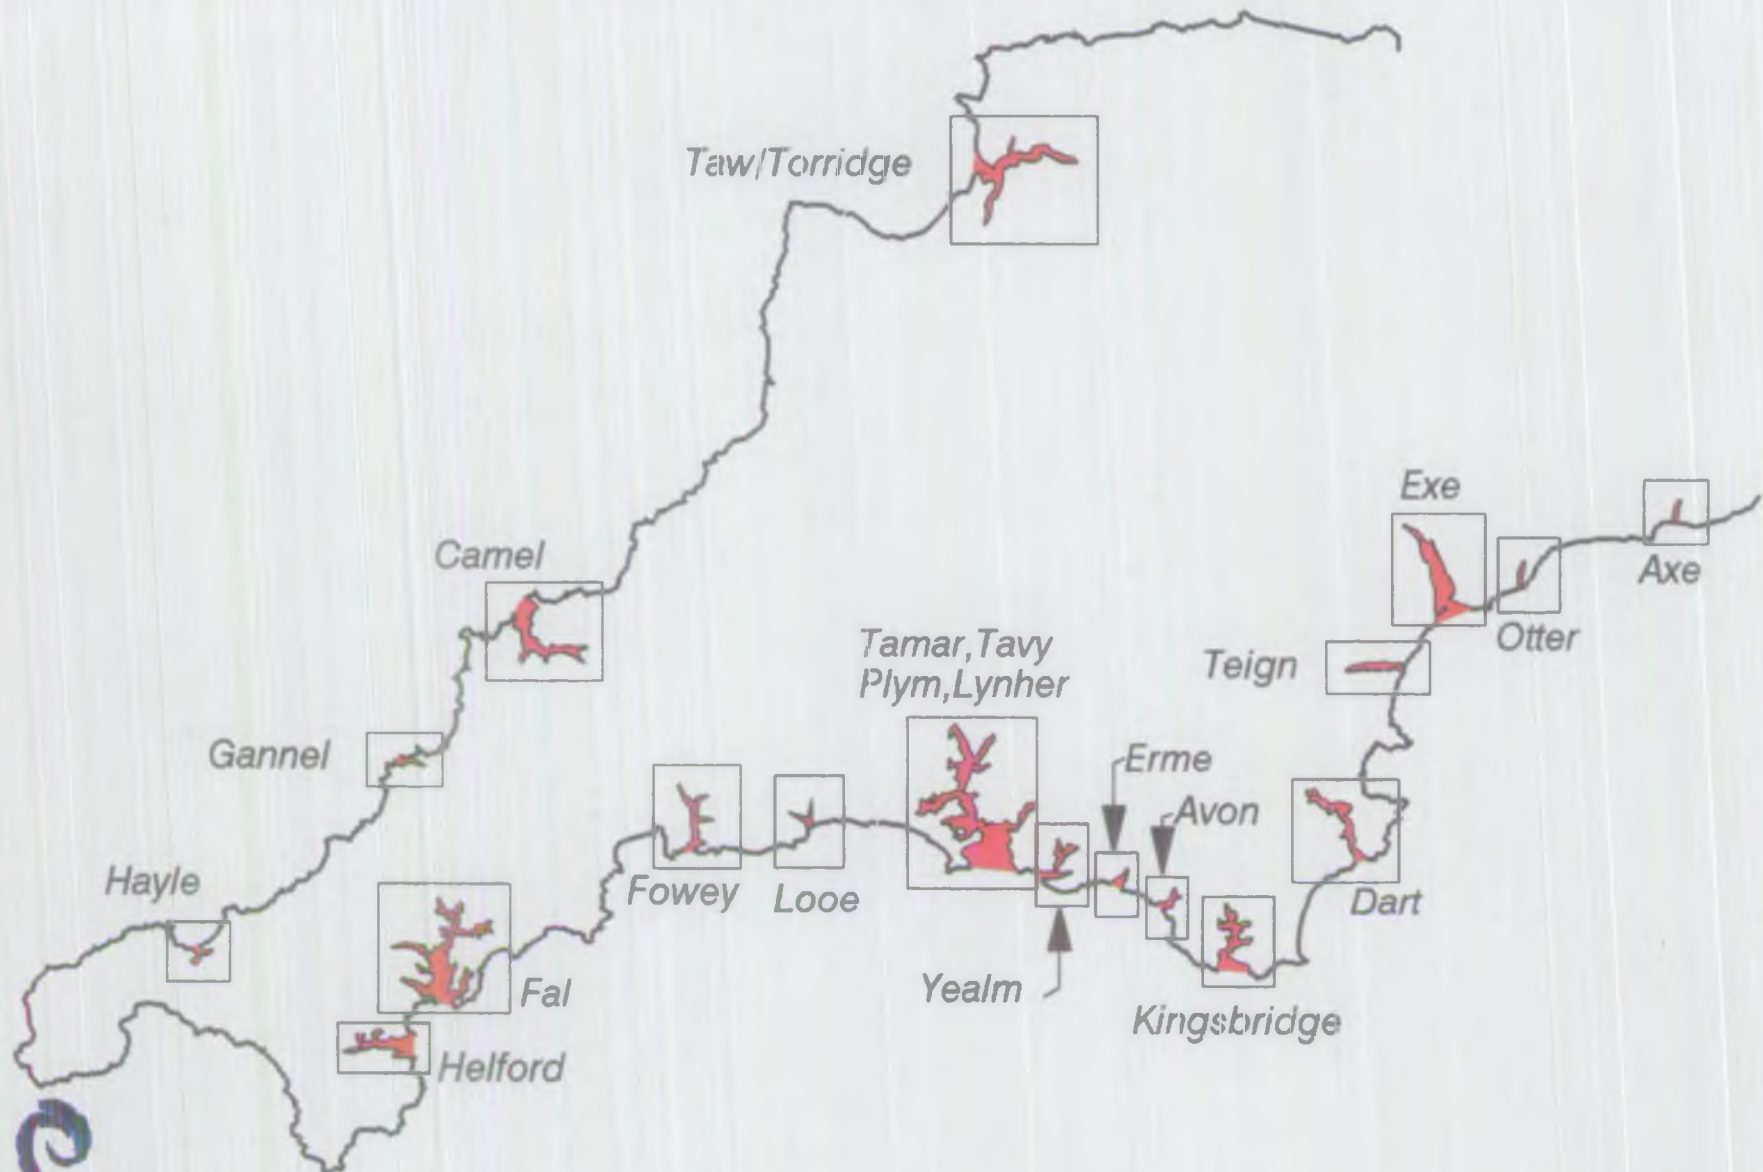 Taw/Torridge
Exe
Camel
Axe
Otter
Tamar,Tavy
Plym,Lynher
Teign
Gannel
Erme
Avon
Hayle
Fowey
Looe
Dart
Yealm
Fal
Kingsbridge
Helford